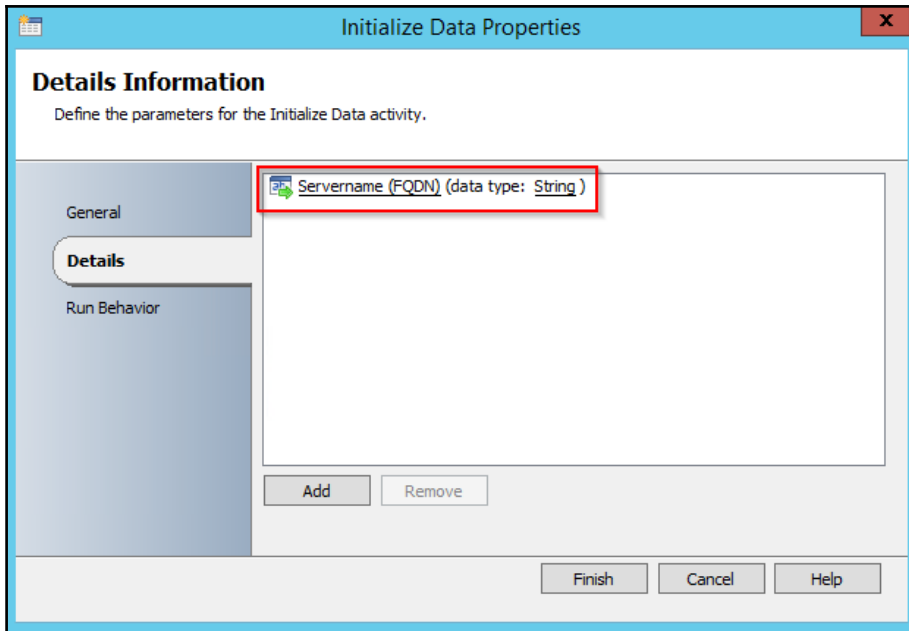 Initialize Data Properties
x
Details Information
Define the parameters for the Initialize Data activity.
General
Details
Run Behavior
Servername (FQDN) (data type: String )
Add
Remove
Finish
Cancel
Help